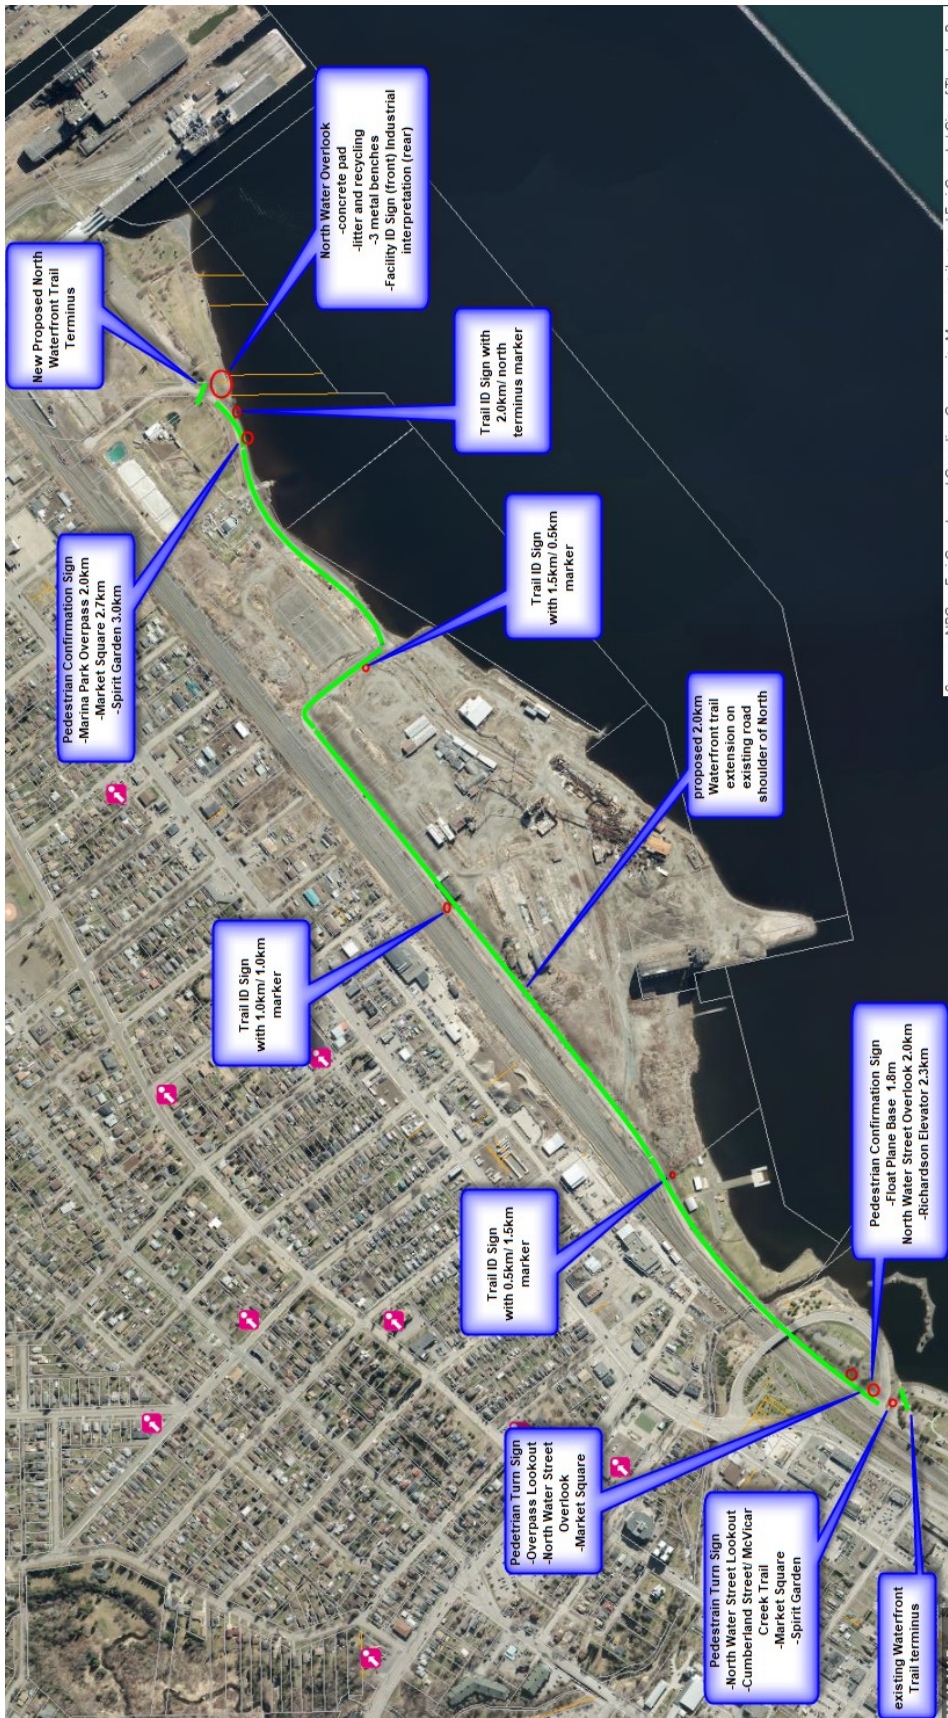 New Proposed North
Waterfront Trail
Terminus
North Water Overlook
-concrete pad
-litter and recycling
-3 metal benches
-Facility ID Sign (front) Industrial
interpretation (rear)
Trail ID Sign with
2.0km/ north
terminus marker
Pedestrian Confirmation Sign
-Marina Park Overpass 2.0km
-Market Square 2.7km
-Spirit Garden 3.0km
Trail ID Sign
with 1.5km/ 0.5km
marker
proposed 2.0km
Waterfront trail
extension on
existing road
shoulder of North
Trail ID Sign
with 1.0km/ 1.0km
marker
Trail ID Sign
with 0.5km/ 1.5km
marker
Pedestrian Confirmation Sign
-Float Plane Base 1.8m
North Water Street Overlook 2.0km
-Richardson Elevator 2.3km
Pedetrian Turn Sign
-Overpass Lookout
-North Water Street
Overlook
-Market Square
Pedestrain Turn Sign
-North Water Street Lookout
-Cumberland Street/ McVicar
Creek Trail
-Market Square
-Spirit Garden
existing Waterfront
Trail terminus